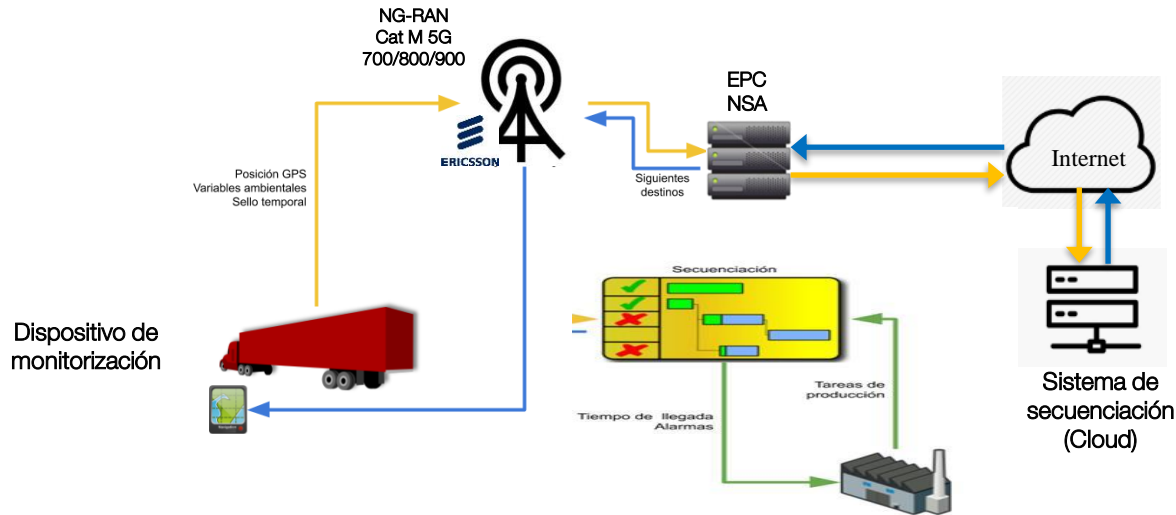 NG-RAN
Cat M 5G
700/800/900
ERICSSON
EPC
NSA
Internet
Posición GPS
Variables ambientales
Sello temporal
Siguientes
destinos
Secuenciación
Dispositivo de
monitorización
Tareas de
producción
Tiempo de llegada
Alarmas
Sistema de
secuenciación
(Cloud)